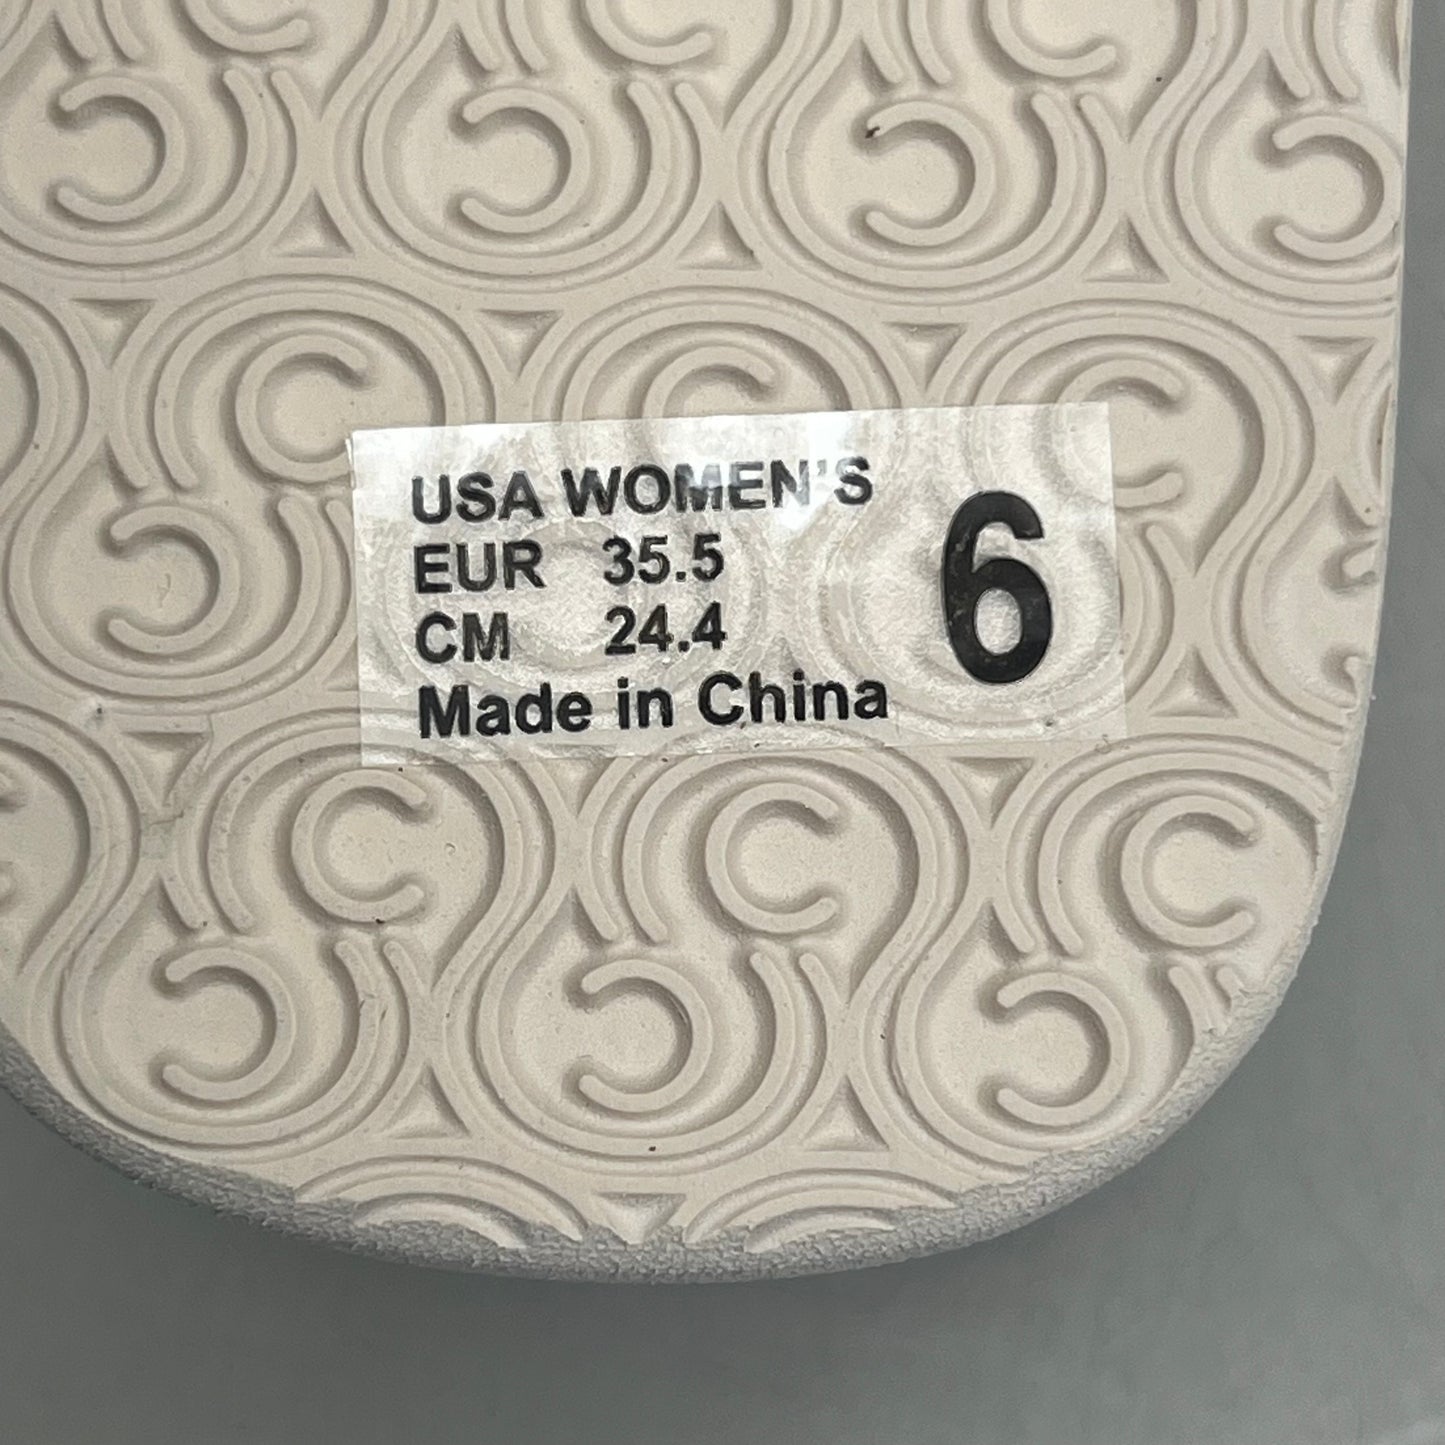 USA WOMEN'S 6
EUR 35.5
CM 24.4
Made in China